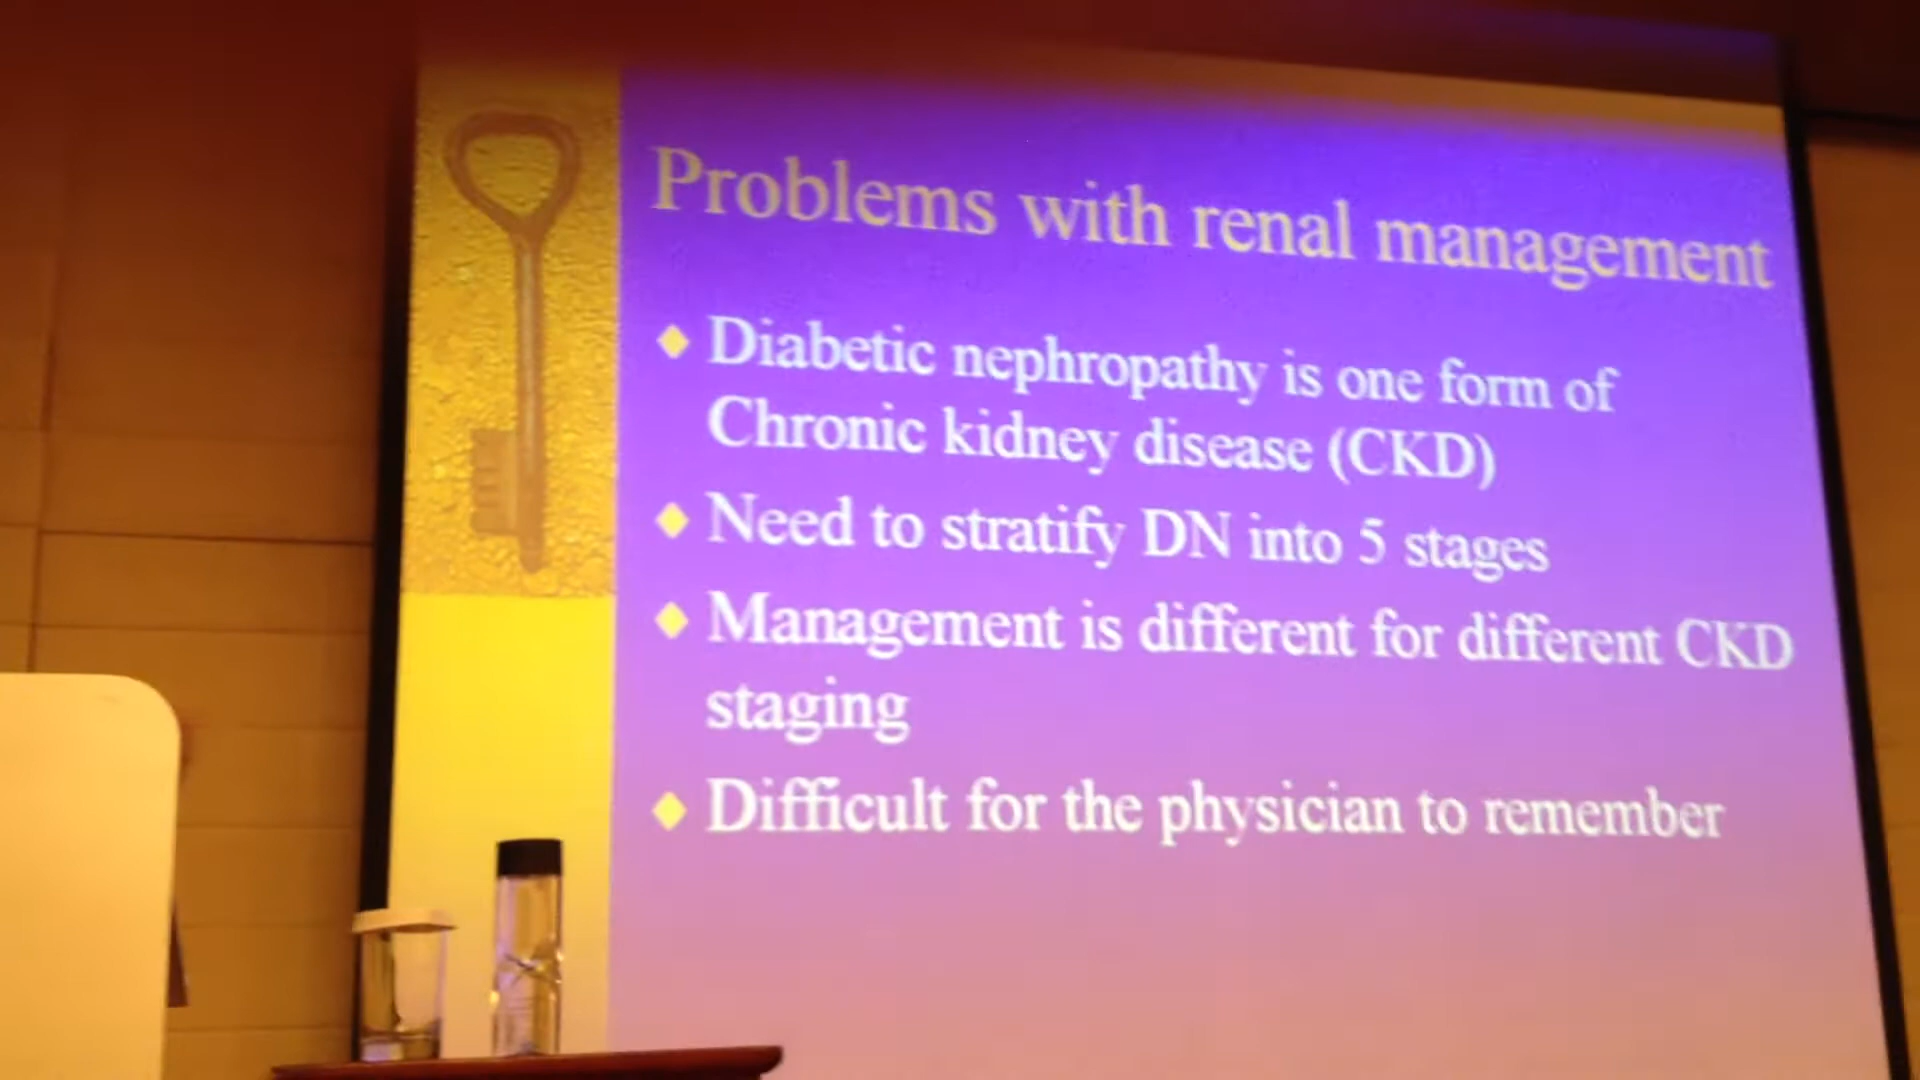 Problems with renal management
Diabetic nephropathy is one form of
Chronic kidney disease (CKD)
Need to stratify DN into 5 stages
Management is different for different CKD
staging
Difficult for the physician to remember